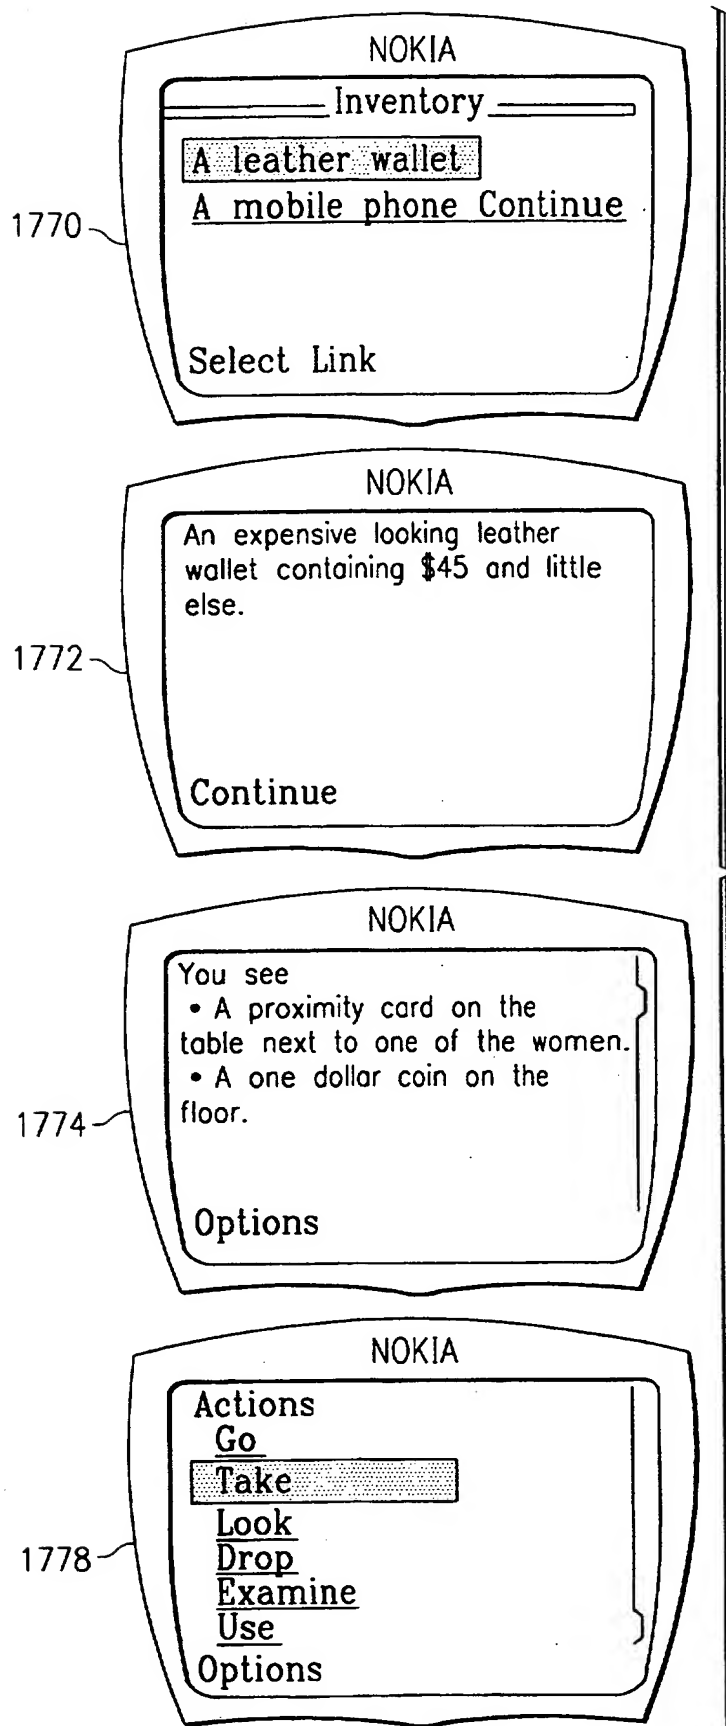 NOKIA
Inventory
A leather wallet
A mobile phone Continue
1770
Select Link
NOKIA
An expensive looking leather
wallet containing $45 and little
else.
1772
Continue
NOKIA
You see
• A proximity card on the
table next to one of the women.
• A one dollar coin on the
floor.
1774
Options
NOKIA
Actions
Go
Take
Look
Drop
1778
Examine
Use
Options